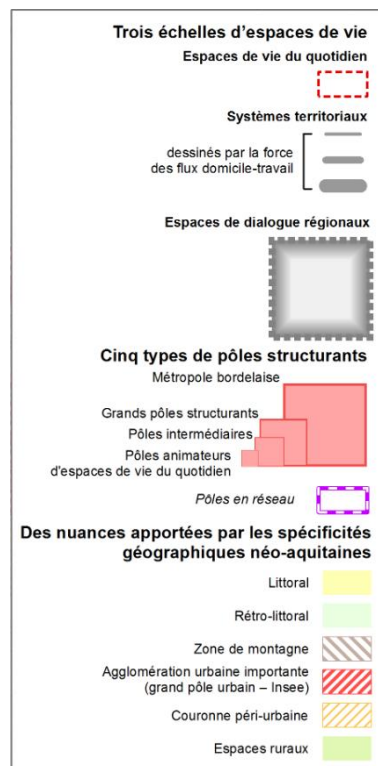 Trois échelles d'espaces de vie
Espaces de vie du quotidien
Systèmes territoriaux
dessinés par la force
des flux domicile-travail
Espaces de dialogue régionaux
Cinq types de pôles structurants
Métropole bordelaise
Grands pôles structurants
Pôles intermédiaires
Pôles animateurs
d'espaces de vie du quotidien
Pôles en réseau
Des nuances apportées par les spécificités
géographiques néo-aquitaines
Littoral
Rétro-littoral
Zone de montagne
Agglomération urbaine importante
(grand pôle urbain – Insee)
Couronne péri-urbaine
Espaces ruraux